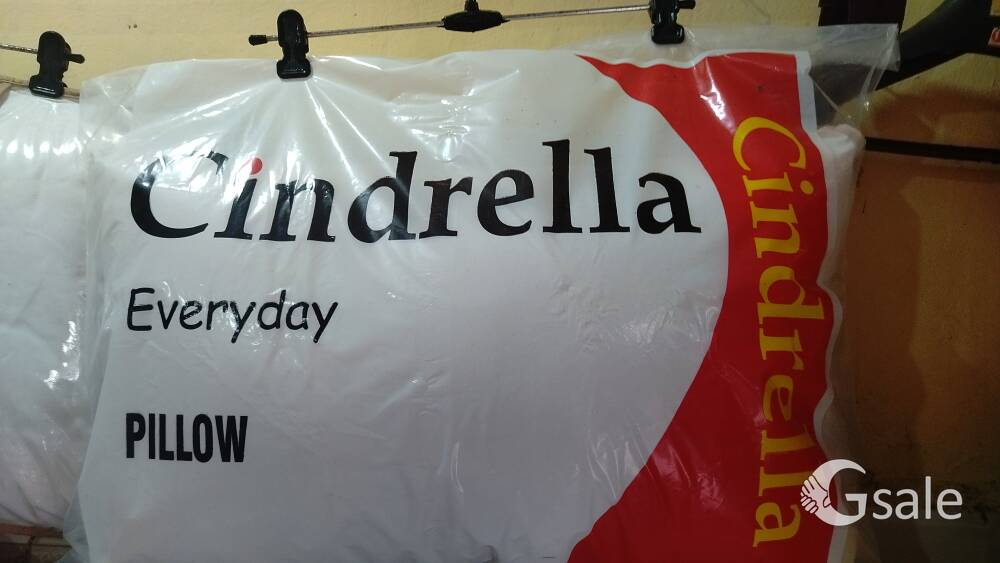 Cindrella
Everyday
PILLOW
Cindrella
Gsale